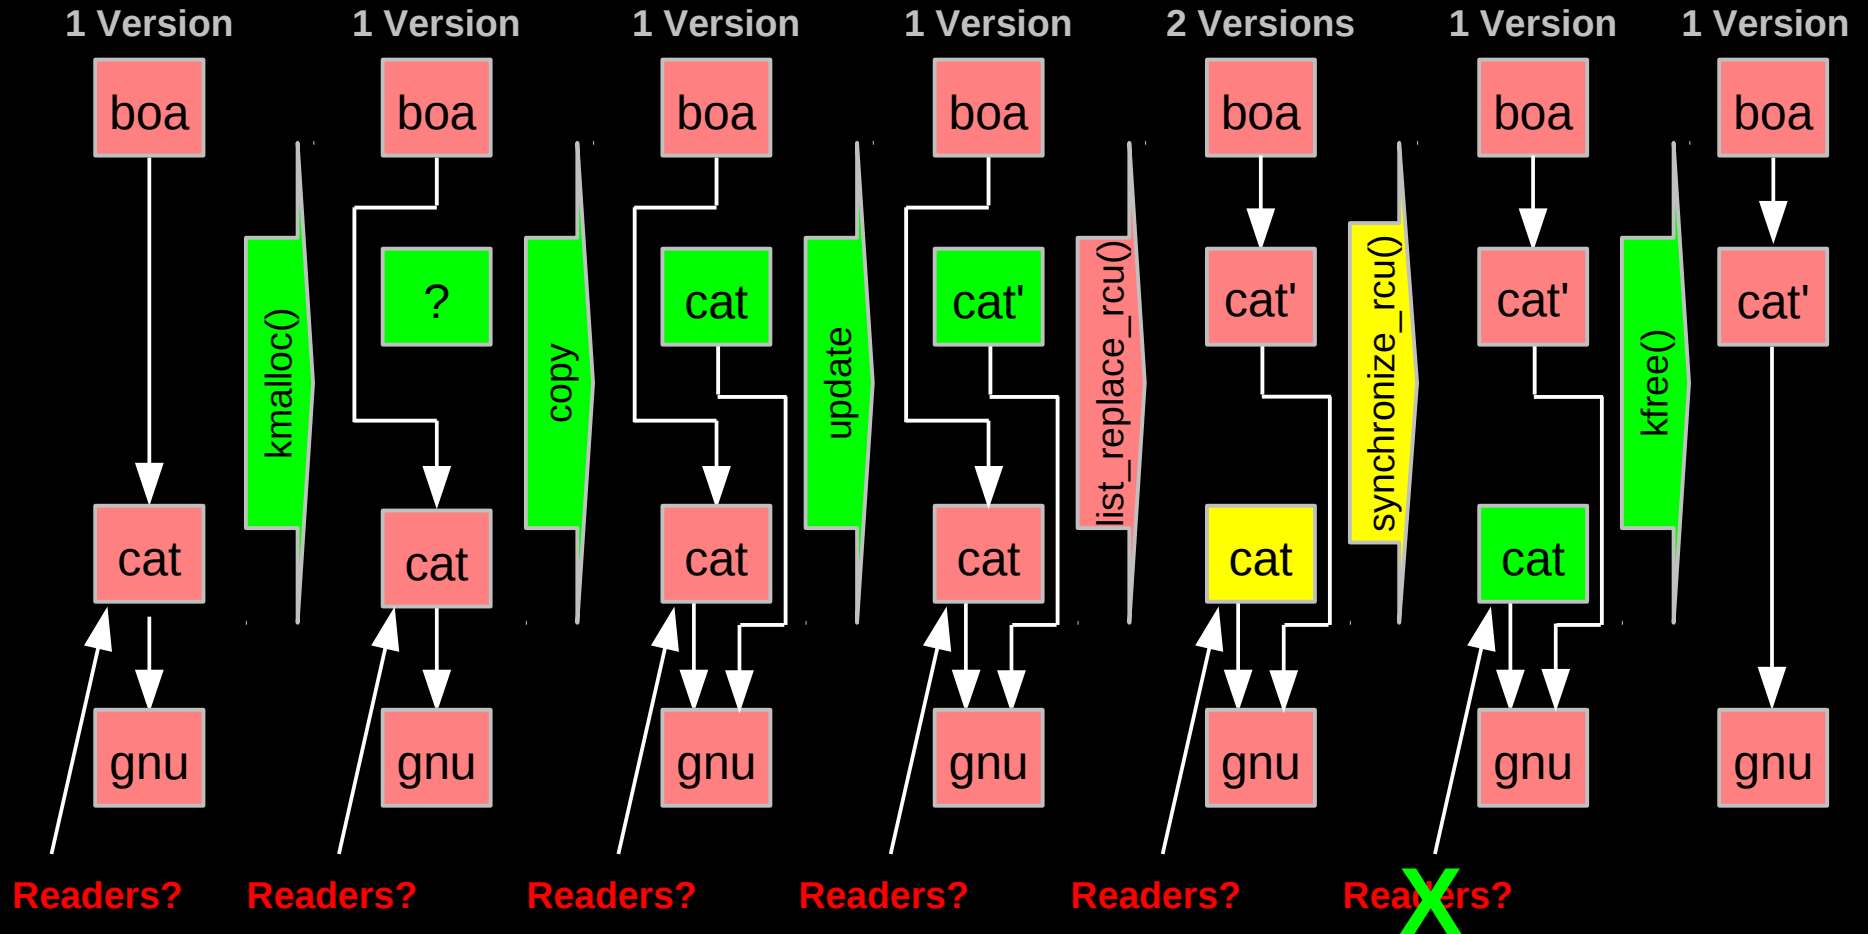 1 Version
1 Version
1 Version
1 Version
2 Versions
1 Version
1 Version
boa
boa
boa
boa
boa
boa
boa
?
cat
cat'
cat'
cat'
cat'
kmalloc()
copy
update
list_replace_rcu()
synchronize_rcu()
kfree()
cat
cat
cat
cat
cat
cat
gnu
gnu
gnu
gnu
gnu
gnu
gnu
Readers?
Readers?
Readers?
Readers?
Readers?
Readers?
X